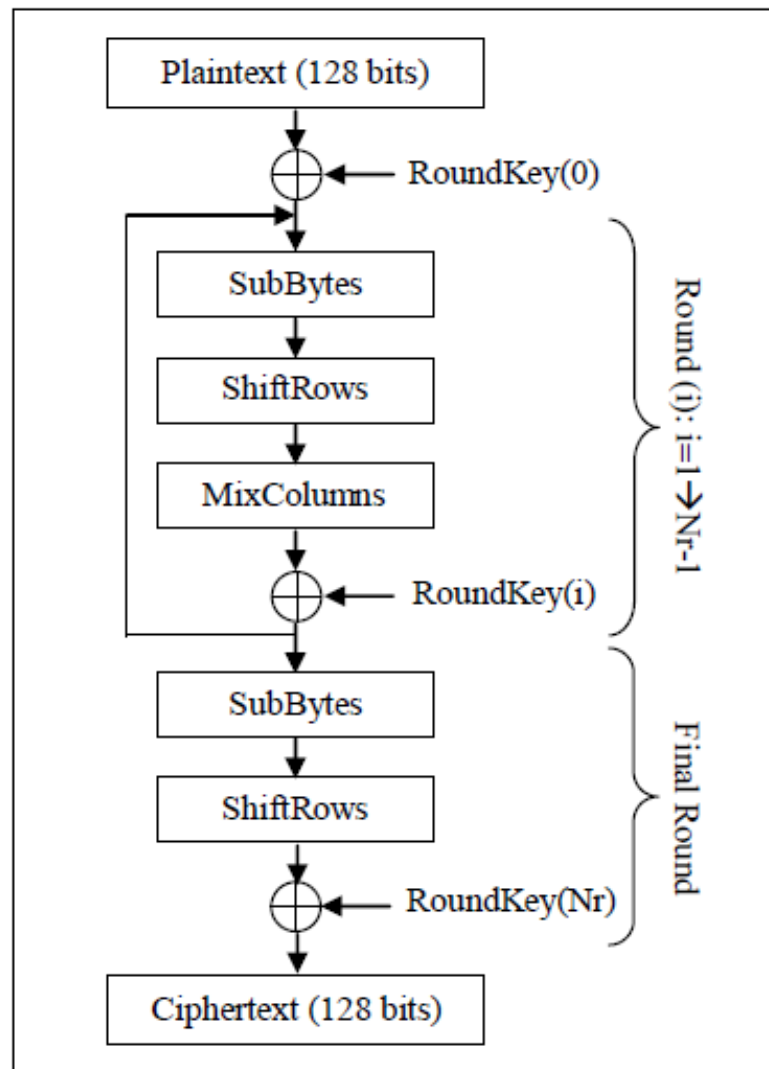 Plaintext (128 bits)
RoundKey(0)
SubBytes
ShiftRows
MixColumns
RoundKey(i)
Round (i): i=1→Nr-1
SubBytes
ShiftRows
RoundKey(Nr)
Final Round
Ciphertext (128 bits)